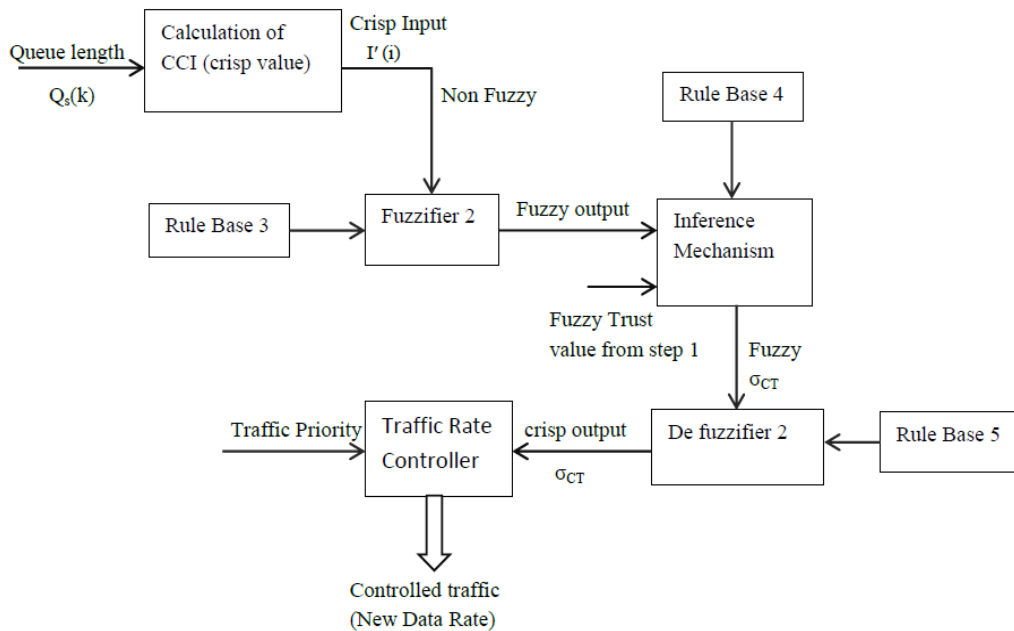 Queue length
Qₛ(k)
Calculation of
CCI (crisp value)
Crisp Input
I′(i)
Non Fuzzy
Rule Base 4
Rule Base 3
Fuzzifier 2
Fuzzy output
Inference
Mechanism
Fuzzy Trust
value from step 1
Fuzzy
σCT
Traffic Priority
Traffic Rate
Controller
crisp output
σCT
De fuzzifier 2
Rule Base 5
Controlled traffic
(New Data Rate)